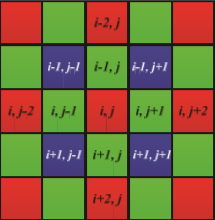 i-2, j
i-1, j-1 i-1, j i-1, j+1
i, j-2 i, j-1 i, j i, j+1 i, j+2
i+1, j-1 i+1, j i+1, j+1
i+2, j